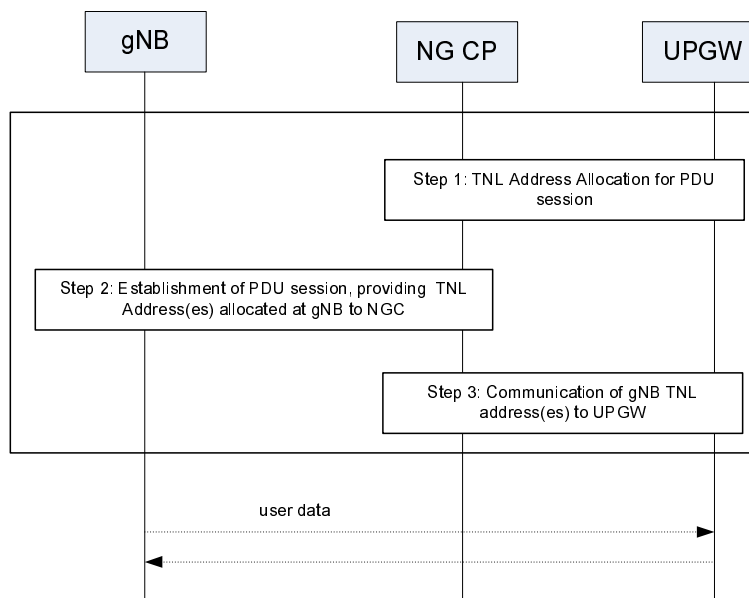 gNB
NG CP
UPGW
Step 1: TNL Address Allocation for PDU
session
Step 2: Establishment of PDU session, providing TNL
Address(es) allocated at gNB to NGC
Step 3: Communication of gNB TNL
address(es) to UPGW
user data